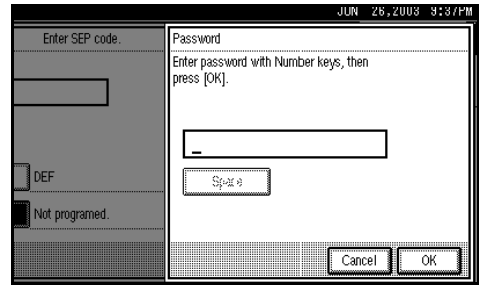 JUN 26,2003 9:37PM
Enter SEP code.
DEF
Not programed.
Password
Enter password with Number keys, then
press [OK].
_
Space
Cancel OK